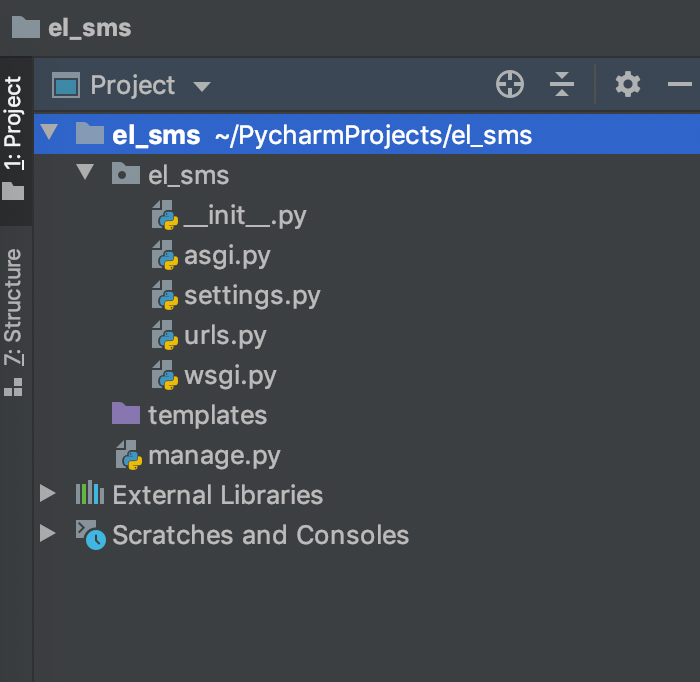 el_sms
Project
1: Project
7: Structure
el_sms ~/PycharmProjects/el_sms
el_sms
__init__.py
asgi.py
settings.py
urls.py
wsgi.py
templates
manage.py
External Libraries
Scratches and Consoles